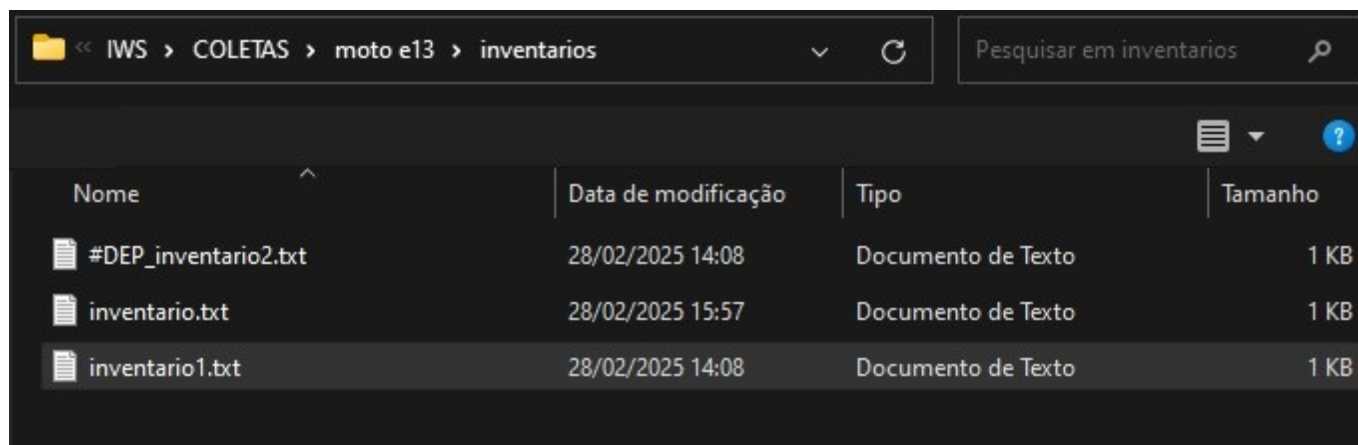 « IWS > COLETAS > moto e13 > inventarios Pesquisar em inventarios
?
Nome Data de modificação Tipo Tamanho
#DEP_inventario2.txt 28/02/2025 14:08 Documento de Texto 1 KB
inventario.txt 28/02/2025 15:57 Documento de Texto 1 KB
inventario1.txt 28/02/2025 14:08 Documento de Texto 1 KB